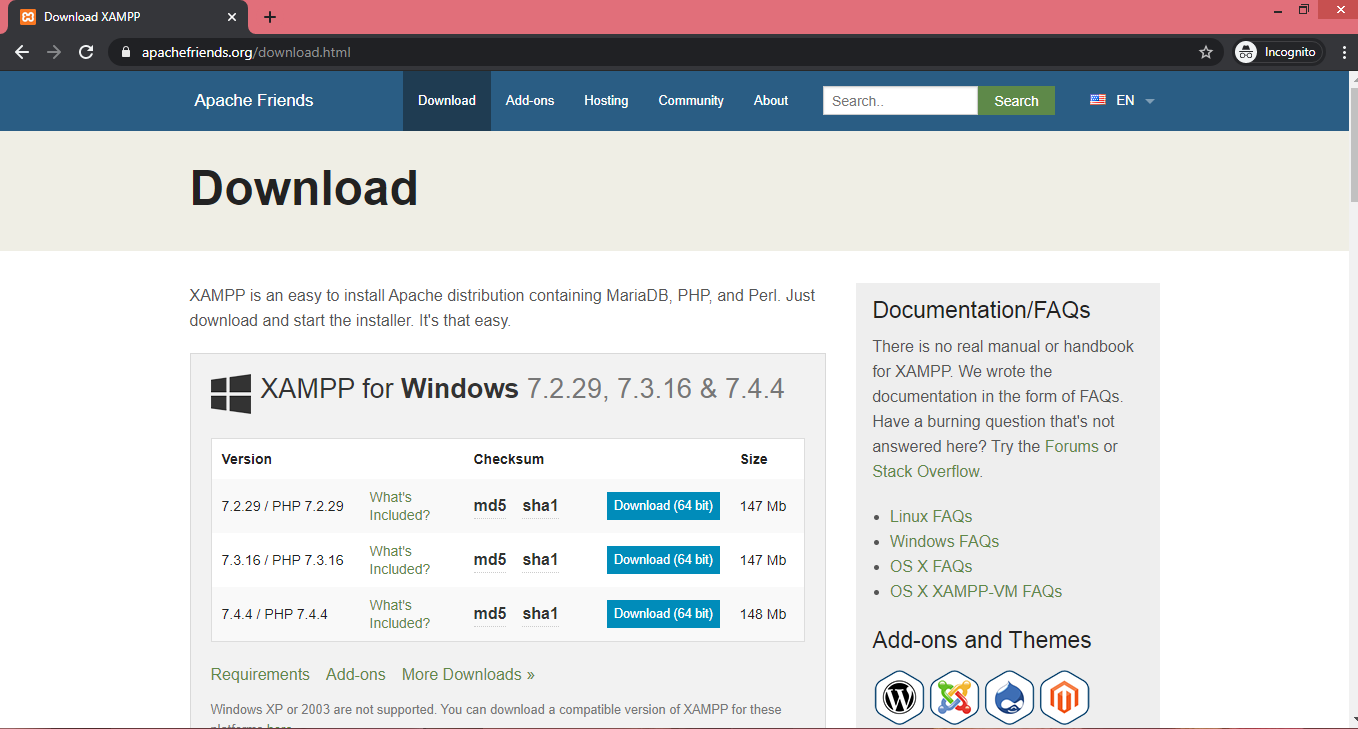 Download XAMPP
apachefriends.org/download.html
Incognito
Apache Friends
Download
Add-ons
Hosting
Community
About
Search..
Search
EN
Download
XAMPP is an easy to install Apache distribution containing MariaDB, PHP, and Perl. Just
download and start the installer. It's that easy.
XAMPP for Windows 7.2.29, 7.3.16 & 7.4.4
Version Checksum Size
7.2.29 / PHP 7.2.29 What's Included? md5 sha1 Download (64 bit) 147 Mb
7.3.16 / PHP 7.3.16 What's Included? md5 sha1 Download (64 bit) 147 Mb
7.4.4 / PHP 7.4.4 What's Included? md5 sha1 Download (64 bit) 148 Mb
Requirements Add-ons More Downloads »
Windows XP or 2003 are not supported. You can download a compatible version of XAMPP for these
platforms here
Documentation/FAQs
There is no real manual or handbook
for XAMPP. We wrote the
documentation in the form of FAQs.
Have a burning question that's not
answered here? Try the Forums or
Stack Overflow.
• Linux FAQs
• Windows FAQs
• OS X FAQs
• OS X XAMPP-VM FAQs
Add-ons and Themes